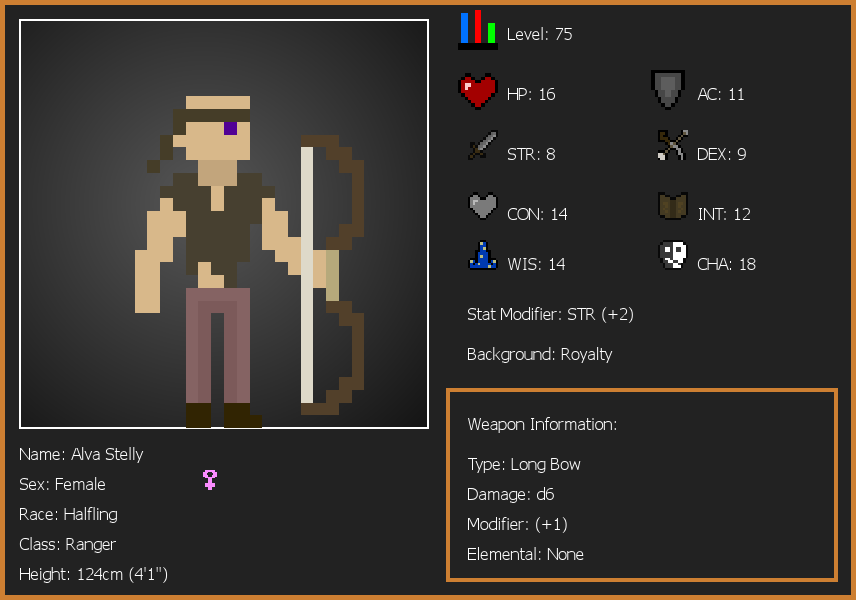 Level: 75
HP: 16
AC: 11
STR: 8
DEX: 9
CON: 14
INT: 12
WIS: 14
CHA: 18
Stat Modifier: STR (+2)
Background: Royalty
Weapon Information:
Type: Long Bow
Damage: d6
Modifier: (+1)
Elemental: None
Name: Alva Stelly
Sex: Female
Race: Halfling
Class: Ranger
Height: 124cm (4'1")